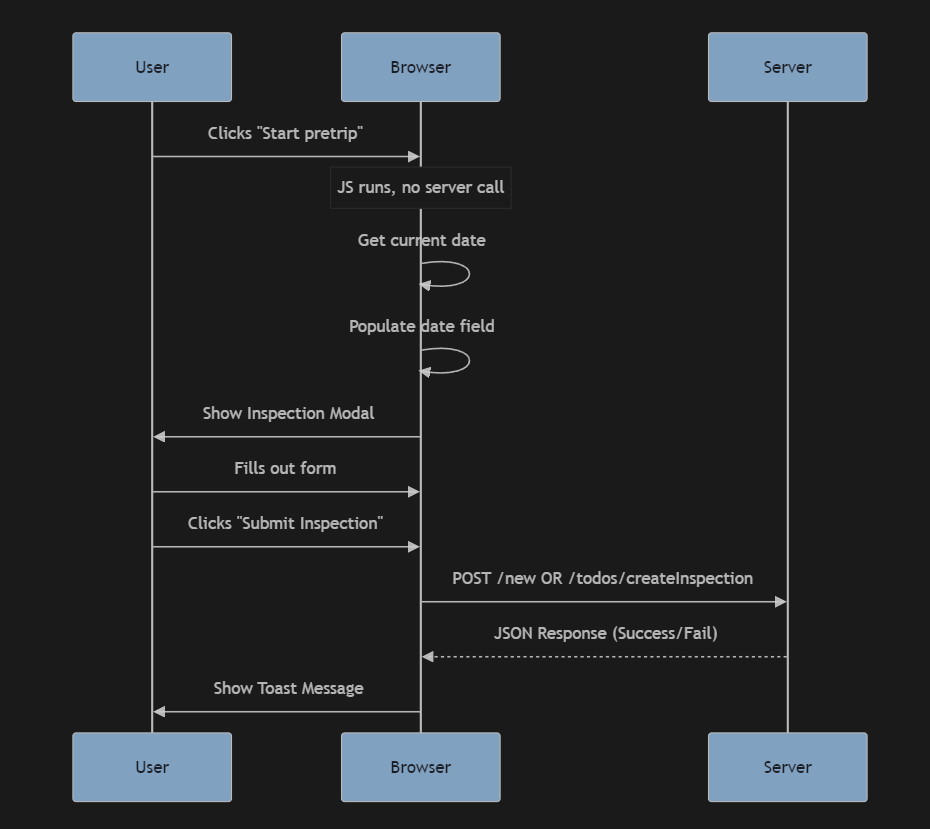 User
Browser
Server
Clicks "Start pretrip"
JS runs, no server call
Get current date
Populate date field
Show Inspection Modal
Fills out form
Clicks "Submit Inspection"
POST /new OR /todos/createInspection
JSON Response (Success/Fail)
Show Toast Message
User
Browser
Server